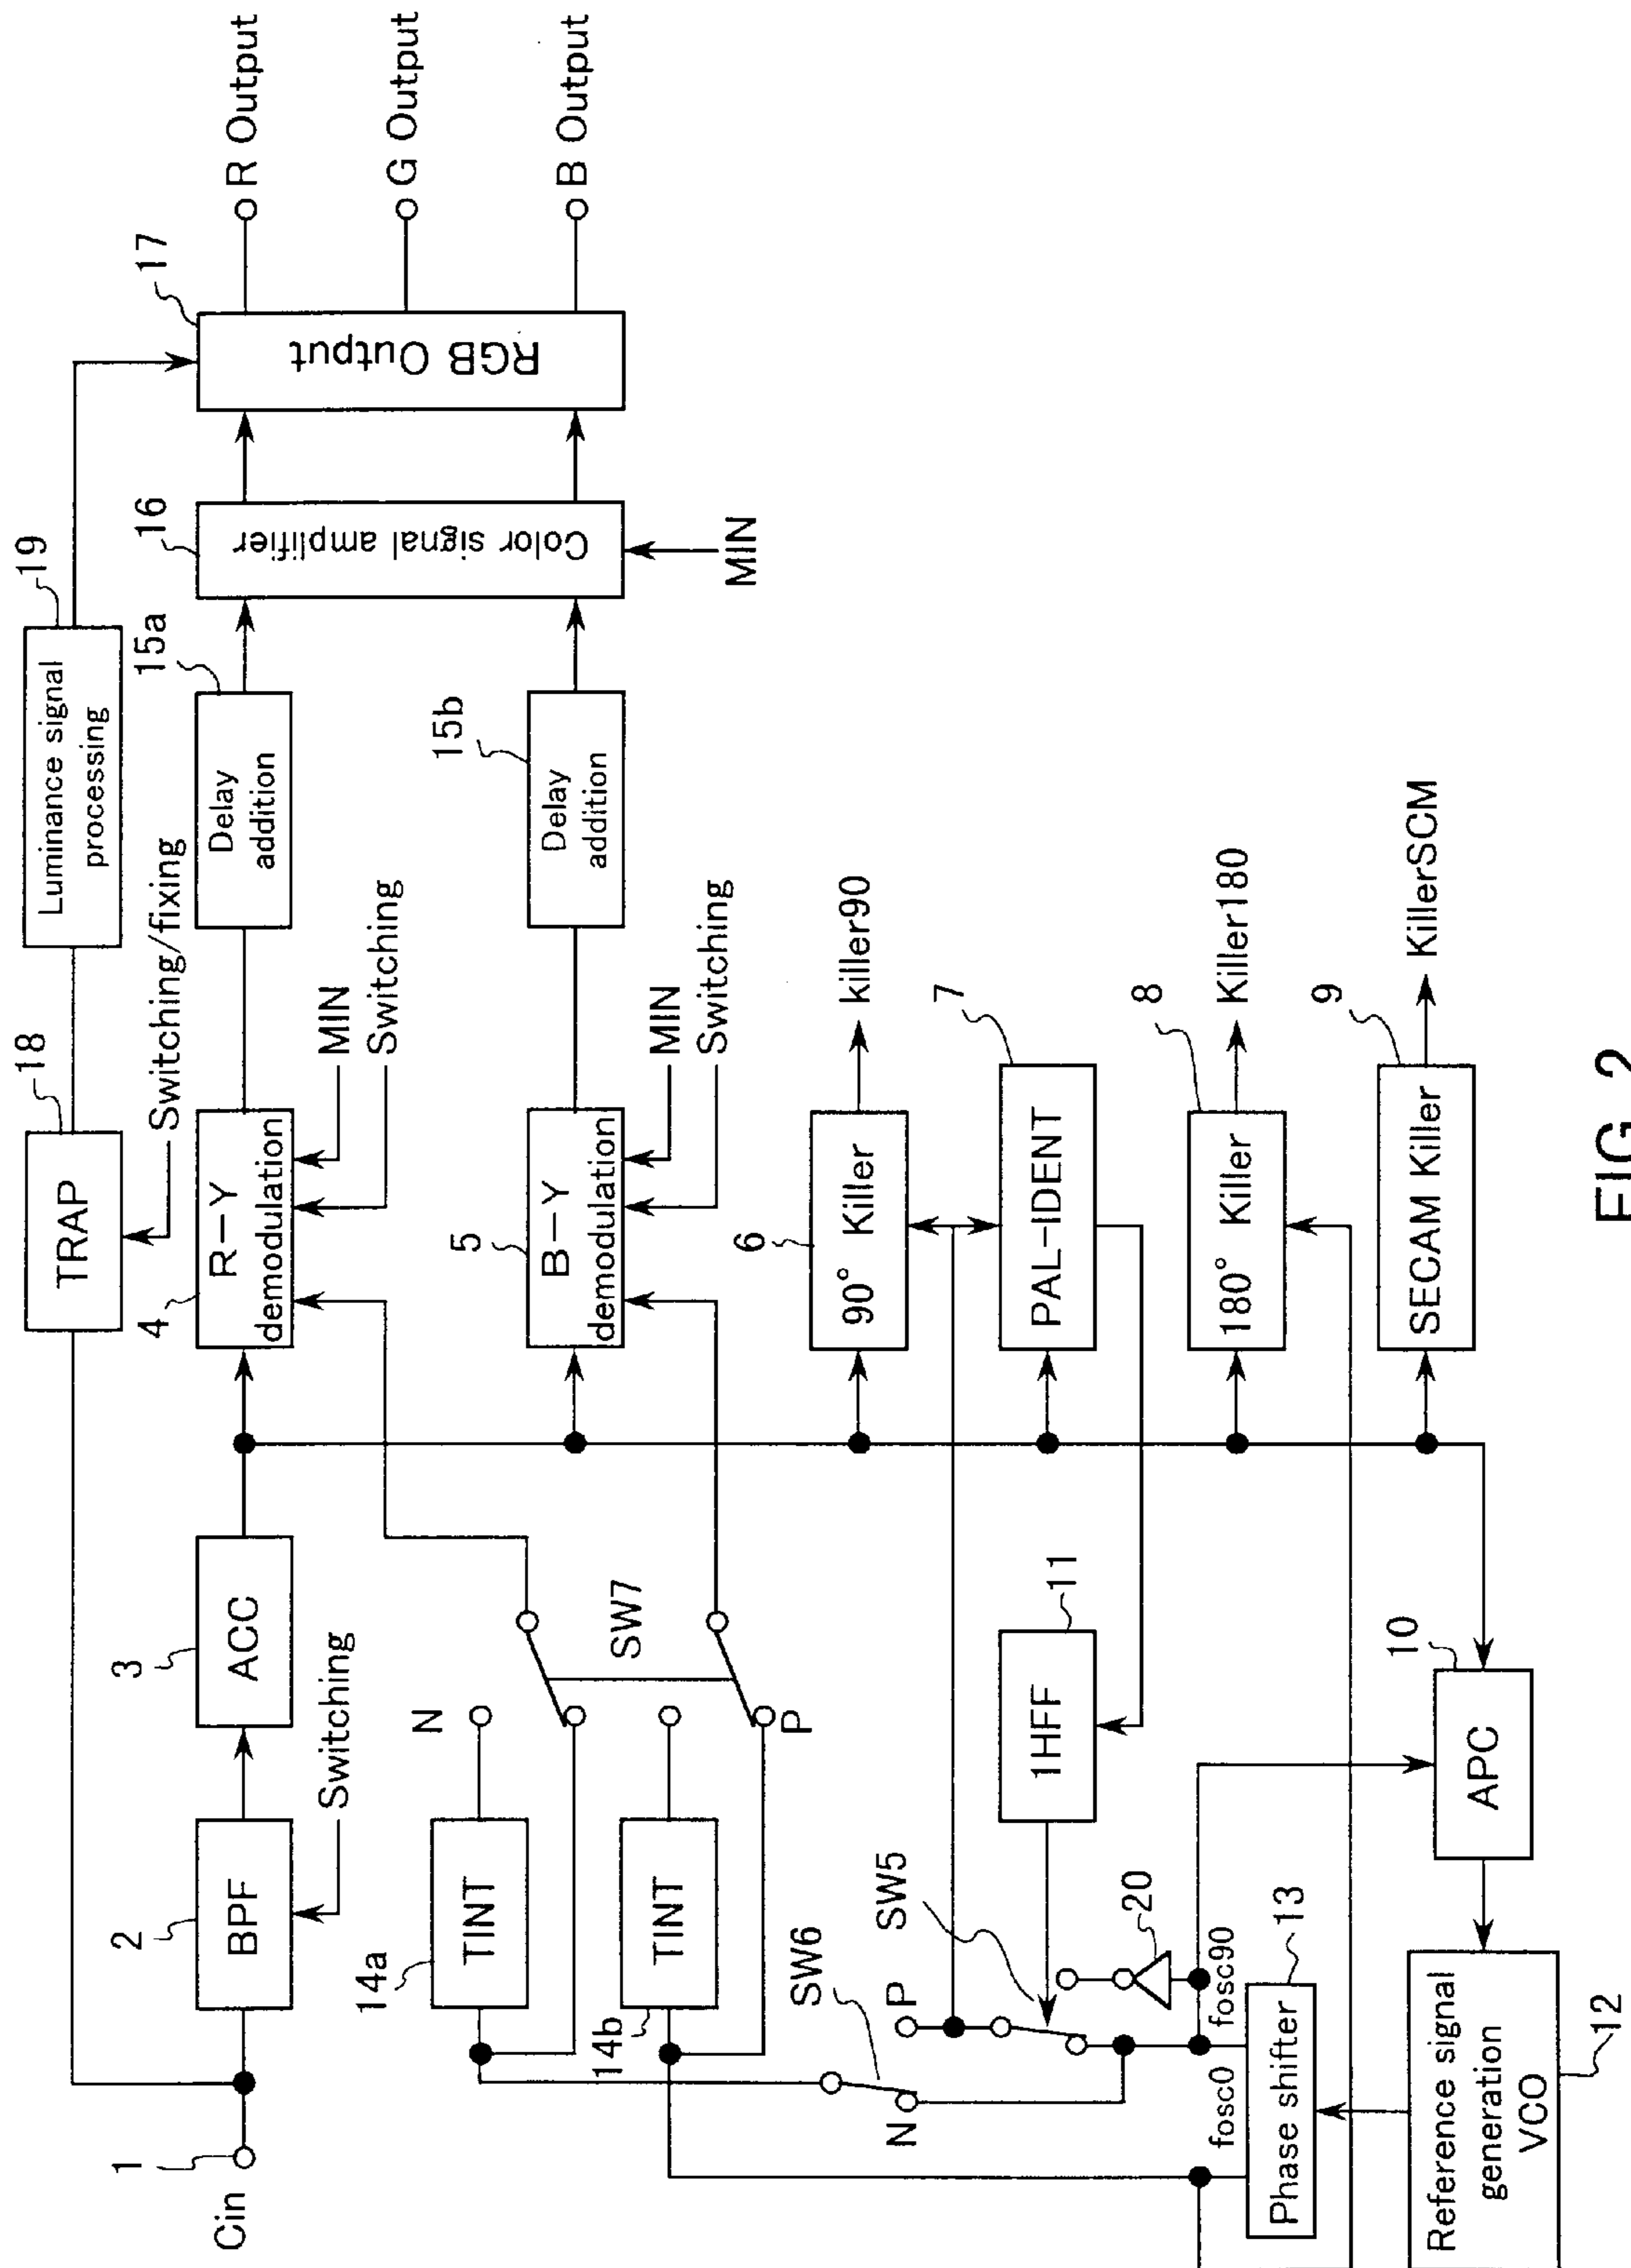 Cin
1
2
BPF
Switching
3
ACC
18
TRAP
Switching/fixing
19
Luminance signal
processing
4
R-Y
demodulation
MIN
Switching
15a
Delay
addition
16
Color signal amplifier
MIN
17
RGB Output
R Output
G Output
B Output
5
B-Y
demodulation
MIN
Switching
15b
Delay
addition
14a
TINT
N
SW7
14b
TINT
P
6
90° Killer
killer90
7
PAL-IDENT
8
180° Killer
Killer180
9
SECAM Killer
KillerSCM
SW6
N
P
SW5
11
1HFF
20
fosc0
fosc90
13
Phase shifter
10
APC
Reference signal
generation
VCO
12
FIG. 2